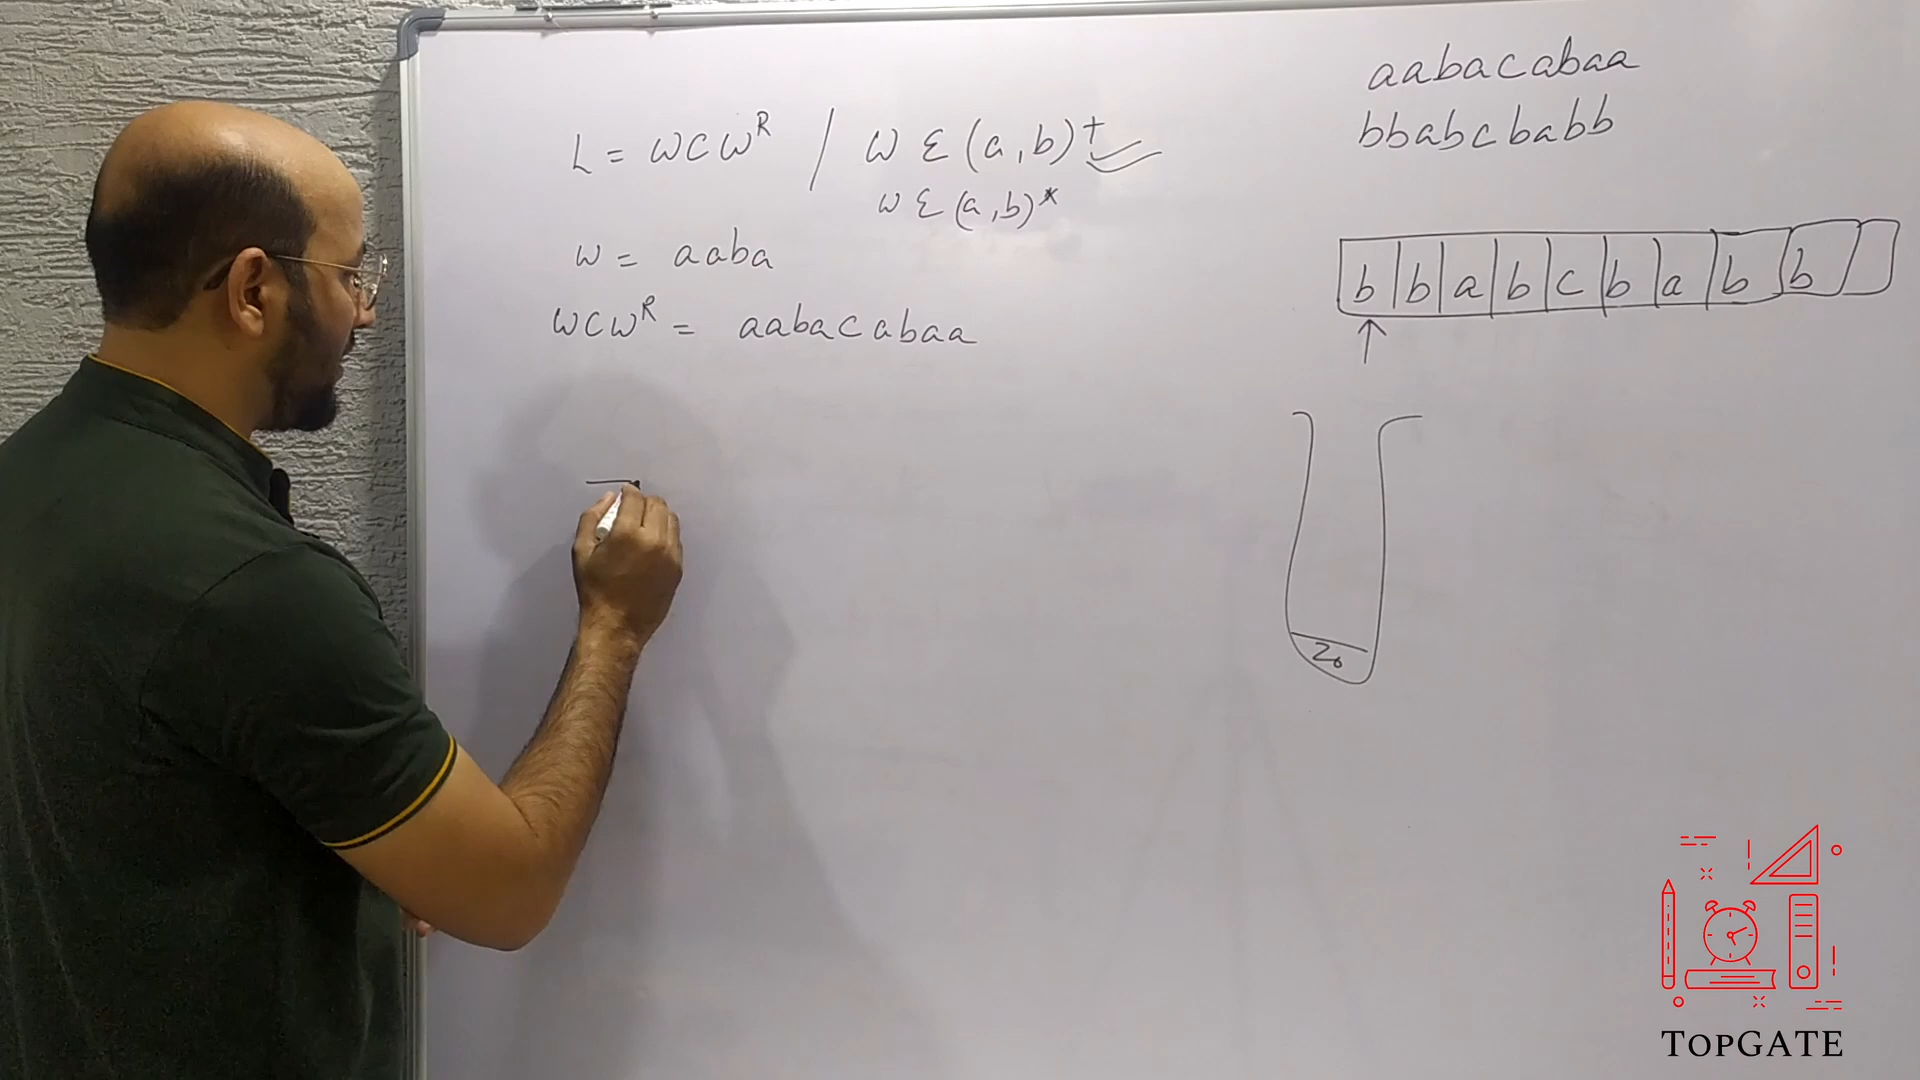 L = wcw^R / w Σ (a, b)^+
w Σ (a, b)^*
w = aaba
wcw^R = aabacabaa
aabacabaa
bbabcbabb
b b a b c b a b b
z₀
TOPGATE